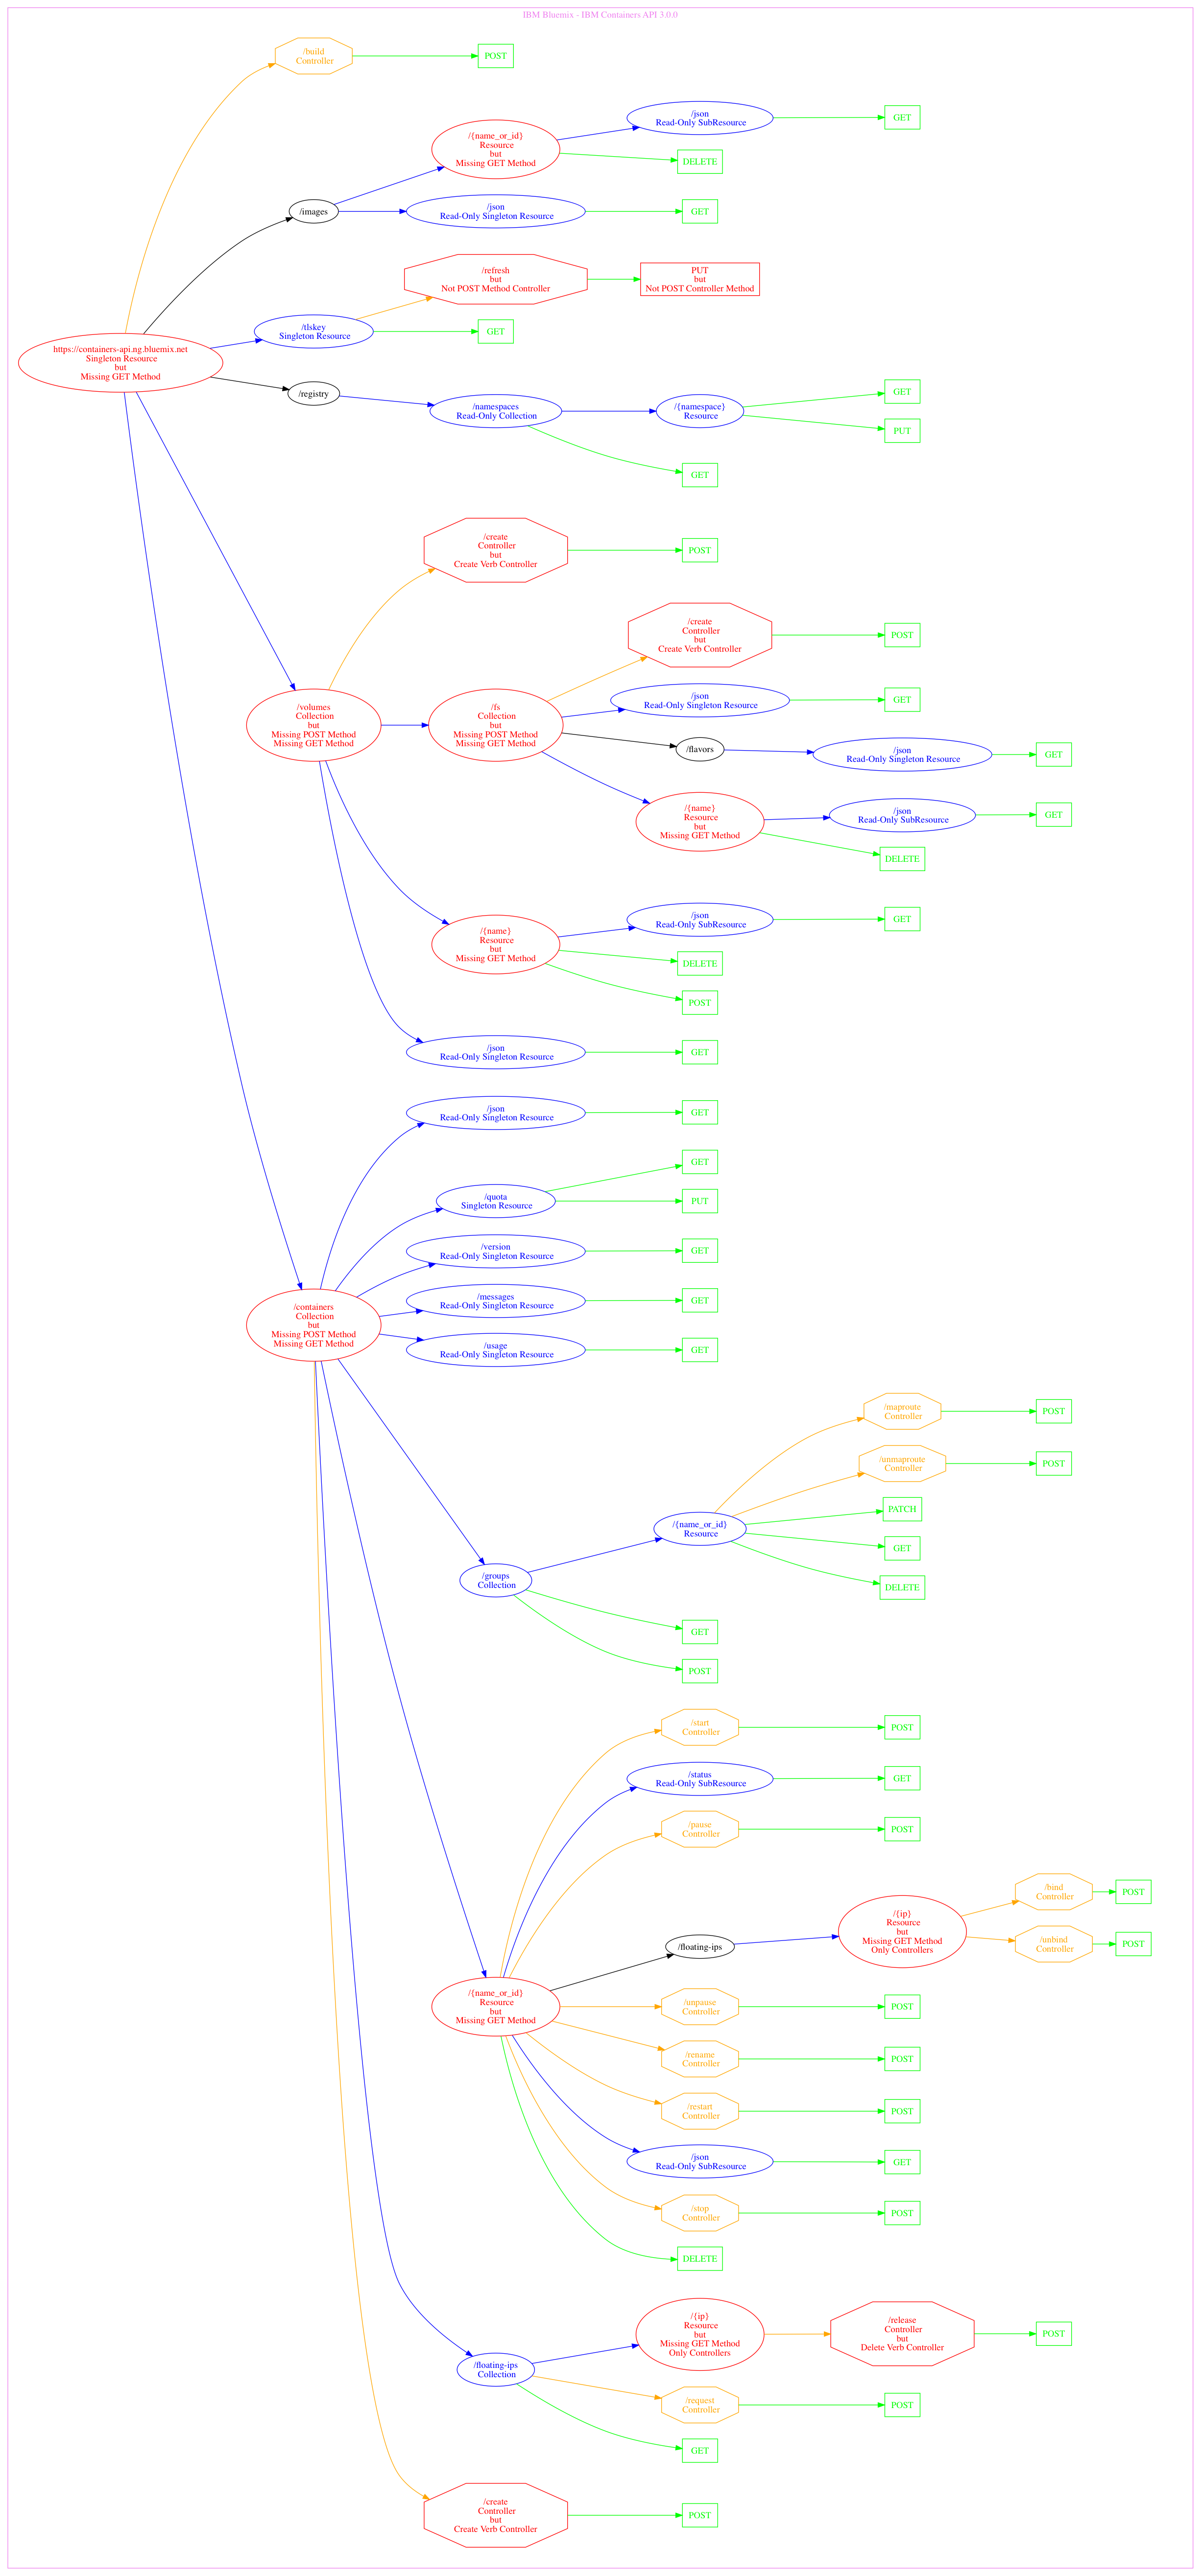 IBM Bluemix - IBM Containers API 3.0.0
/build
Controller
POST
/{name_or_id}
Resource
but
Missing GET Method
/json
Read-Only SubResource
GET
DELETE
/images
/json
Read-Only Singleton Resource
GET
/refresh
but
Not POST Method Controller
PUT
but
Not POST Controller Method
/tlskey
Singleton Resource
GET
https://containers-api.ng.bluemix.net
Singleton Resource
but
Missing GET Method
/registry
/namespaces
Read-Only Collection
/{namespace}
Resource
GET
PUT
GET
/create
Controller
but
Create Verb Controller
POST
/create
Controller
but
Create Verb Controller
POST
/volumes
Collection
but
Missing POST Method
Missing GET Method
/fs
Collection
but
Missing POST Method
Missing GET Method
/json
Read-Only Singleton Resource
GET
/flavors
/json
Read-Only Singleton Resource
GET
/{name}
Resource
but
Missing GET Method
/json
Read-Only SubResource
GET
DELETE
/{name}
Resource
but
Missing GET Method
/json
Read-Only SubResource
GET
DELETE
POST
/json
Read-Only Singleton Resource
GET
/json
Read-Only Singleton Resource
GET
/quota
Singleton Resource
GET
PUT
/version
Read-Only Singleton Resource
GET
/containers
Collection
but
Missing POST Method
Missing GET Method
/messages
Read-Only Singleton Resource
GET
/usage
Read-Only Singleton Resource
GET
/maproute
Controller
POST
/unmaproute
Controller
POST
/{name_or_id}
Resource
PATCH
GET
DELETE
/groups
Collection
GET
POST
/start
Controller
POST
/status
Read-Only SubResource
GET
/pause
Controller
POST
/{ip}
Resource
but
Missing GET Method
Only Controllers
/bind
Controller
POST
/unbind
Controller
POST
/floating-ips
/{name_or_id}
Resource
but
Missing GET Method
/unpause
Controller
POST
/rename
Controller
POST
/restart
Controller
POST
/json
Read-Only SubResource
GET
/stop
Controller
POST
DELETE
/{ip}
Resource
but
Missing GET Method
Only Controllers
/release
Controller
but
Delete Verb Controller
POST
/floating-ips
Collection
/request
Controller
POST
GET
/create
Controller
but
Create Verb Controller
POST